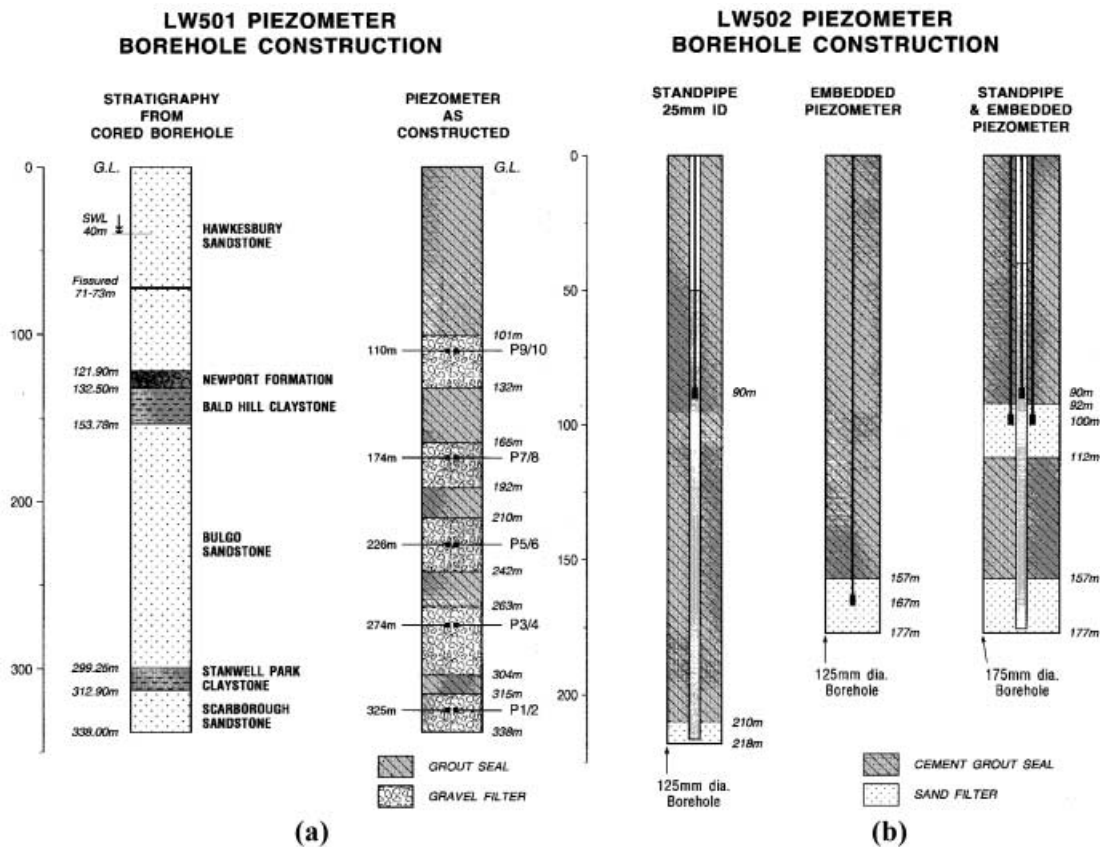 LW501 PIEZOMETER
BOREHOLE CONSTRUCTION
STRATIGRAPHY
FROM
CORED BOREHOLE
PIEZOMETER
AS
CONSTRUCTED
G.L.
G.L.
0
SWL
40m
HAWKESBURY
SANDSTONE
Fissured
71-73m
100
101m
110m
P9/10
121.90m
NEWPORT FORMATION
132.50m
132m
BALD HILL CLAYSTONE
153.78m
165m
174m
P7/8
192m
200
210m
BULGO
SANDSTONE
226m
P5/6
242m
263m
274m
P3/4
299.25m
300
STANWELL PARK
CLAYSTONE
304m
312.90m
315m
SCARBOROUGH
SANDSTONE
325m
P1/2
338.00m
338m
GROUT SEAL
GRAVEL FILTER
(a)
LW502 PIEZOMETER
BOREHOLE CONSTRUCTION
STANDPIPE
25mm ID
EMBEDDED
PIEZOMETER
STANDPIPE
& EMBEDDED
PIEZOMETER
0
50
90m
90m
92m
100
100m
112m
150
157m
157m
167m
177m
177m
125mm dia.
Borehole
175mm dia.
Borehole
200
210m
218m
125mm dia.
Borehole
CEMENT GROUT SEAL
SAND FILTER
(b)